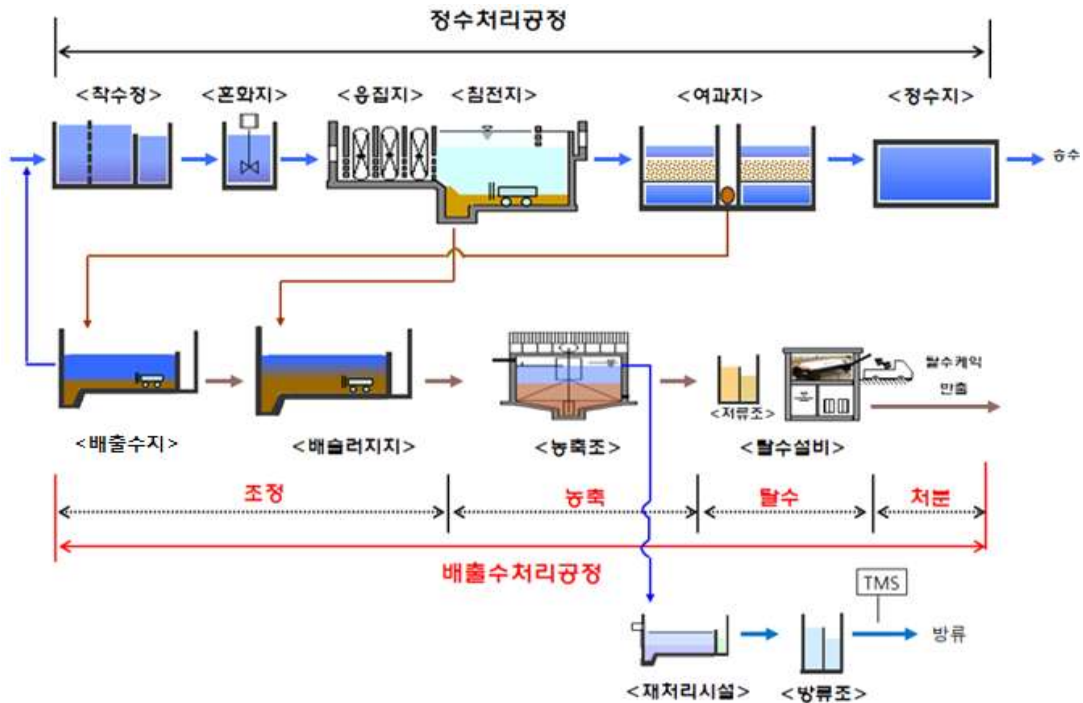 정수처리공정
<착수정>
<혼화지>
<응집지>
<침전지>
<여과지>
<정수지>
송수
<배출수지>
<배슬러지지>
<농축조>
<저류조>
<탈수설비>
탈수케익
반출
조정
농축
탈수
처분
배출수처리공정
TMS
방류
<재처리시설>
<방류조>